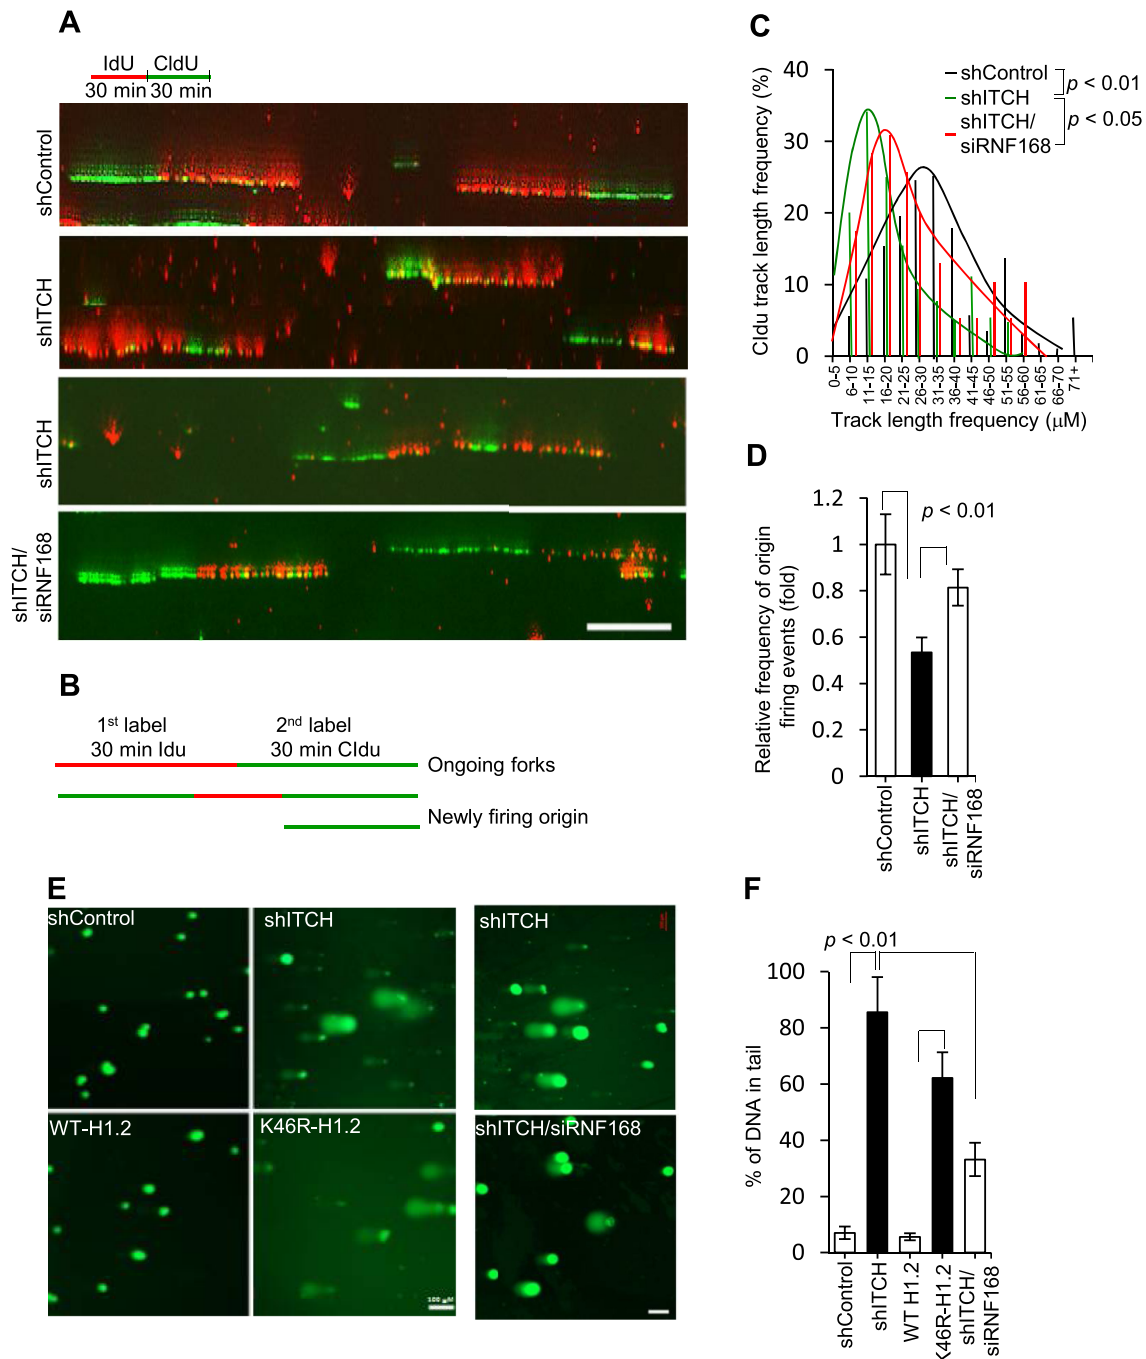 A
IdU CldU
30 min 30 min
shControl
shITCH
shITCH
shITCH/
siRNF168
B
1st label 2nd label
30 min Idu 30 min Cldu
Ongoing forks
Newly firing origin
C
Cldu track length frequency (%)
40
30
20
10
0
shControl
shITCH
shITCH/
siRNF168
p < 0.01
p < 0.05
0-5
6-10
11-15
16-20
21-25
26-30
31-35
36-40
41-45
46-50
51-55
56-60
61-65
66-70
71+
Track length frequency (µM)
D
Relative frequency of origin
firing events (fold)
1.2
1
0.8
0.6
0.4
0.2
0
p < 0.01
shControl
shITCH
shITCH/
siRNF168
E
shControl
shITCH
shITCH
WT-H1.2
K46R-H1.2
shITCH/siRNF168
100 µM
F
% of DNA in tail
100
80
60
40
20
0
p < 0.01
shControl
shITCH
WT H1.2
K46R-H1.2
shITCH/
siRNF168